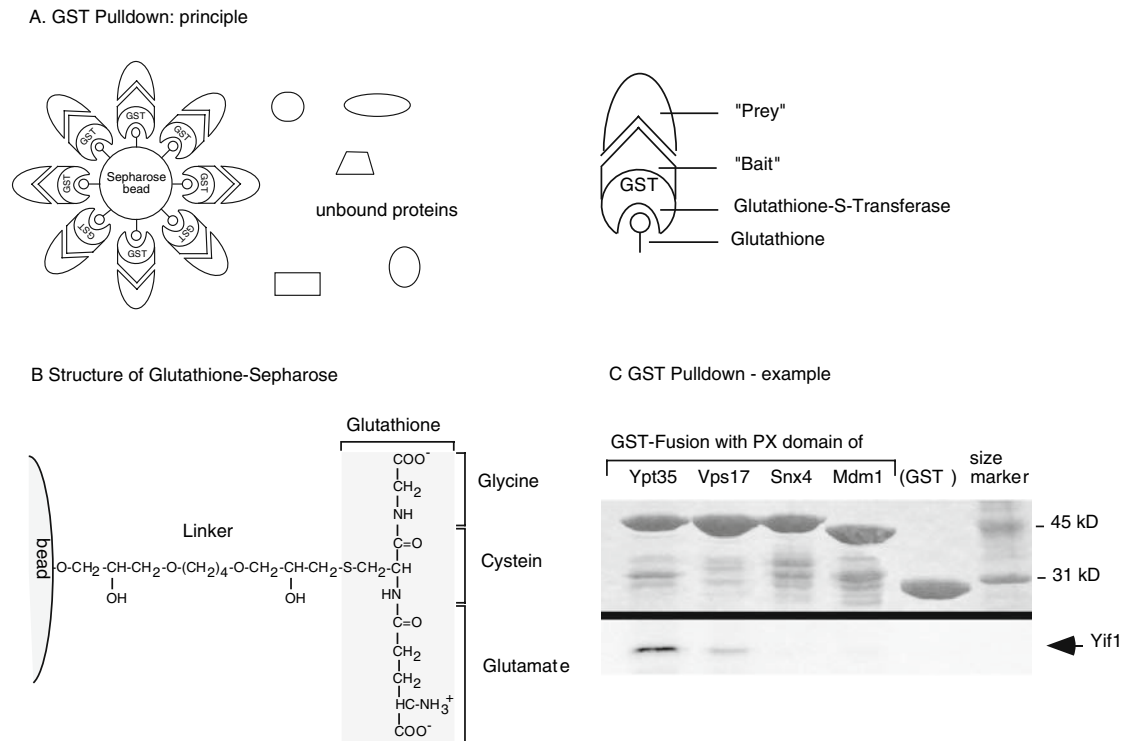 A. GST Pulldown: principle
GST
GST
GST
GST
GST
GST
GST
GST
Sepharose
bead
unbound proteins
"Prey"
"Bait"
GST
Glutathione-S-Transferase
Glutathione
B Structure of Glutathione-Sepharose
Glutathione
COO⁻
CH₂
NH
C=O
Glycine
Cystein
Glutamate
bead
Linker
O-CH₂-CH-CH₂-O-(CH₂)₄-O-CH₂-CH-CH₂-S-CH₂-CH
OH
OH
HN
C=O
CH₂
CH₂
HC-NH₃⁺
COO⁻
C GST Pulldown - example
GST-Fusion with PX domain of
Ypt35 Vps17 Snx4 Mdm1 (GST ) size
marker
45 kD
31 kD
Yif1